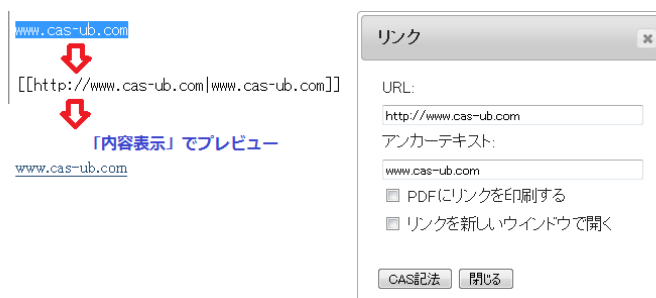 www.cas-ub.com
[[http://www.cas-ub.com|www.cas-ub.com]]
「内容表示」でプレビュー
www.cas-ub.com
リンク
URL:
http://www.cas-ub.com
アンカーテキスト:
www.cas-ub.com
PDFにリンクを印刷する
リンクを新しいウインドウで開く
CAS記法
閉じる